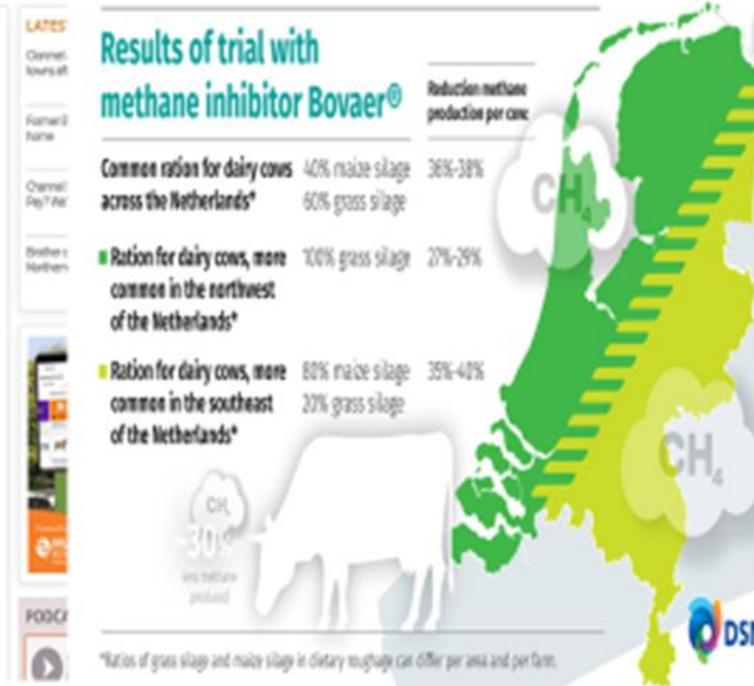 LATES
Results of trial with
methane inhibitor Bovaer®
Reduction methane
production per cow
Common ration for dairy cows 40% maize silage 36%-38%
across the Netherlands* 60% grass silage
Ration for dairy cows, more 100% grass silage 27%-29%
common in the northwest
of the Netherlands*
Ration for dairy cows, more 80% maize silage 35%-40%
common in the southeast 20% grass silage
of the Netherlands*
CH4
CH4
CH4
-30%
less methane
produced
*Ratios of grass silage and maize silage in dietary roughage can differ per area and per farm.
DSM
PODCA